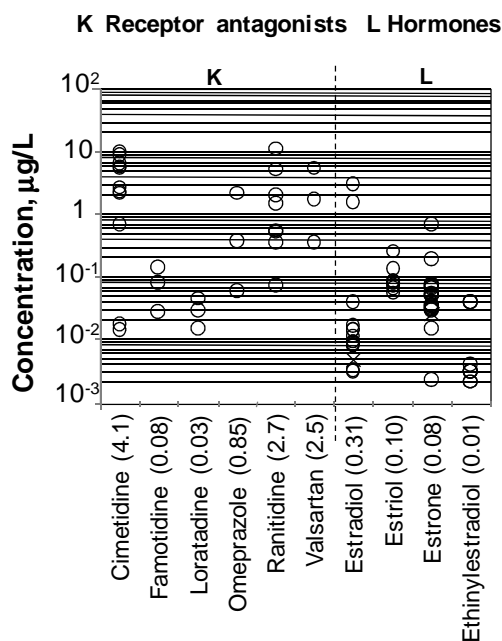 K Receptor antagonists L Hormones
K L
Concentration, µg/L
10²
10
1
10⁻¹
10⁻²
10⁻³
Cimetidine (4.1)
Famotidine (0.08)
Loratadine (0.03)
Omeprazole (0.85)
Ranitidine (2.7)
Valsartan (2.5)
Estradiol (0.31)
Estriol (0.10)
Estrone (0.08)
Ethinylestradiol (0.01)